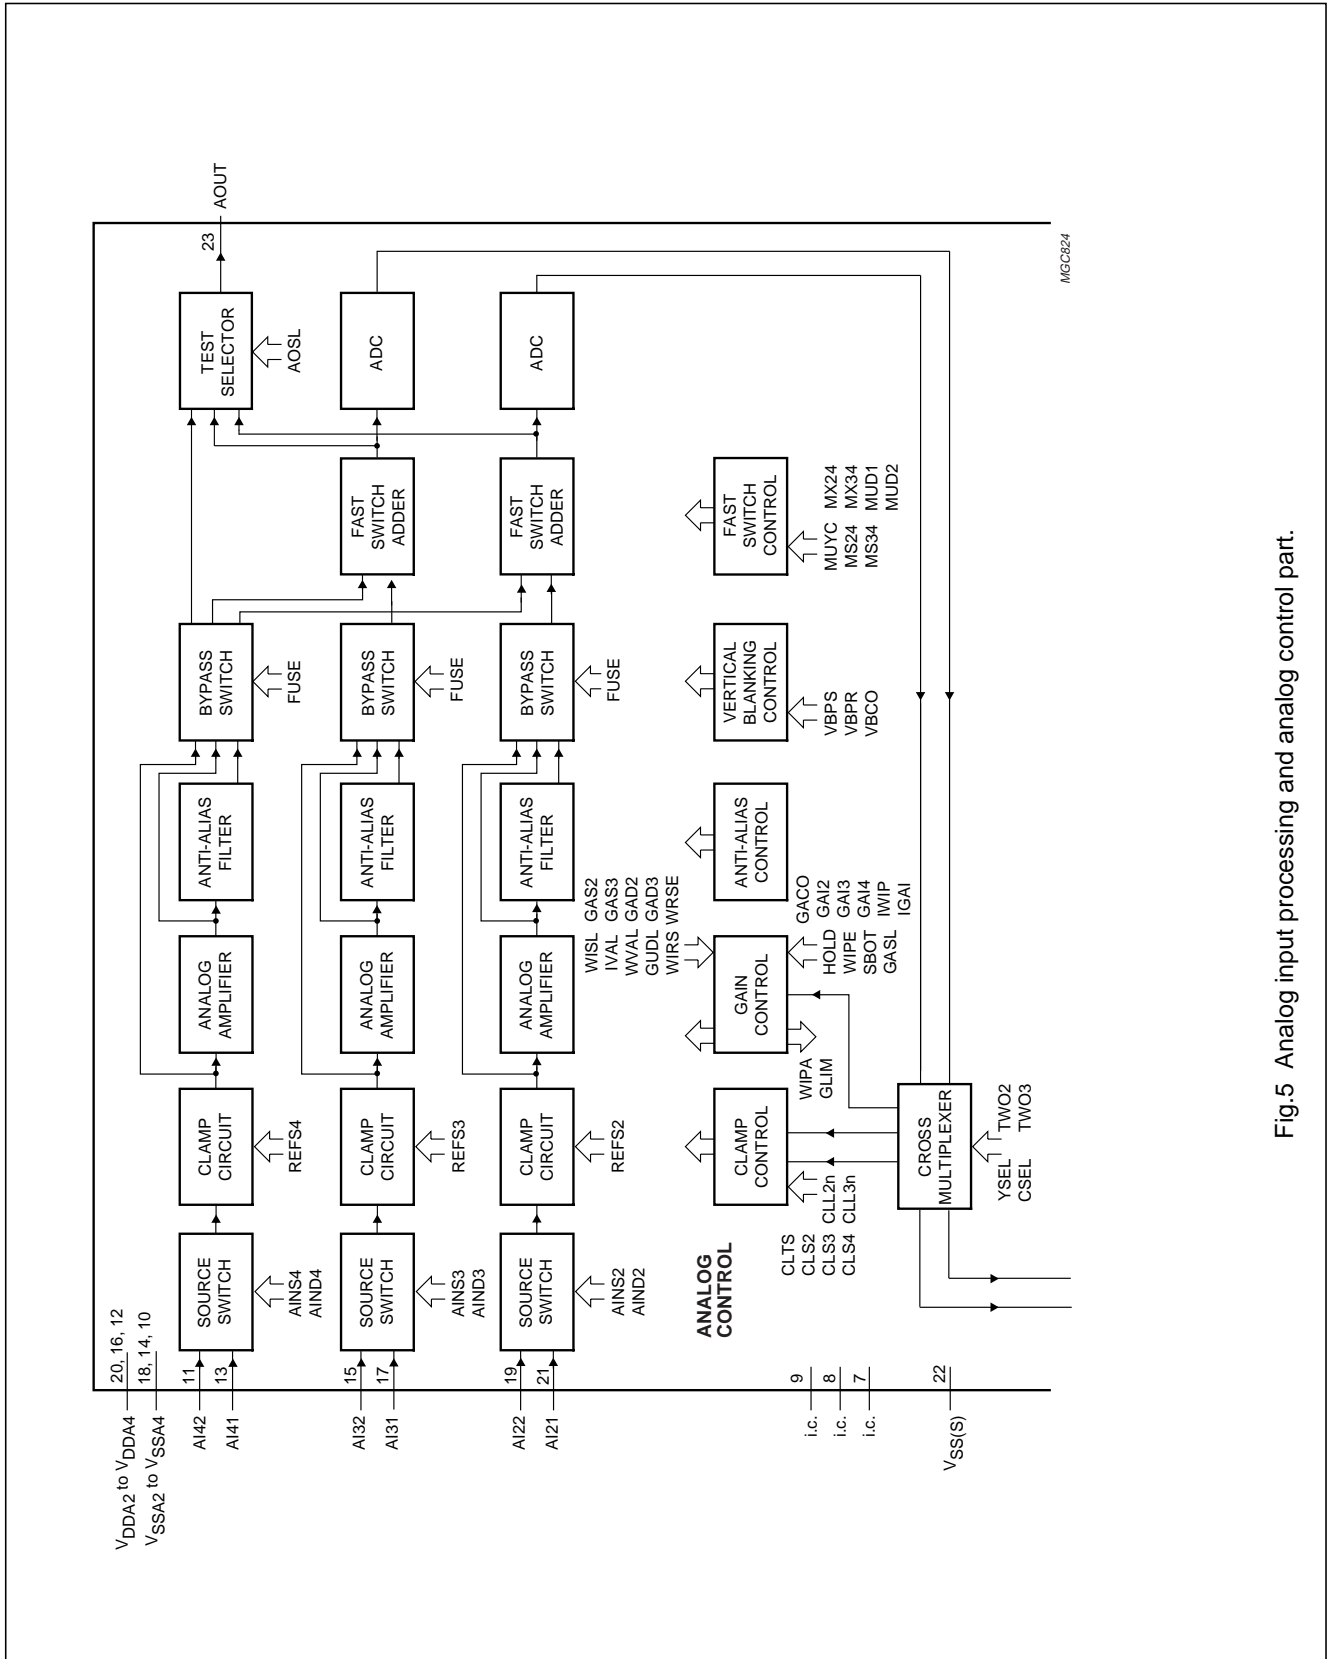 V_DDA2 to V_DDA4
20, 16, 12
V_SSA2 to V_SSA4
18, 14, 10
AI42
11
AI41
13
SOURCE
SWITCH
AINS4
AIND4
CLAMP
CIRCUIT
REFS4
ANALOG
AMPLIFIER
ANTI-ALIAS
FILTER
BYPASS
SWITCH
FUSE
TEST
SELECTOR
AOSL
23
AOUT
AI32
15
AI31
17
SOURCE
SWITCH
AINS3
AIND3
CLAMP
CIRCUIT
REFS3
ANALOG
AMPLIFIER
ANTI-ALIAS
FILTER
BYPASS
SWITCH
FUSE
FAST
SWITCH
ADDER
ADC
AI22
19
AI21
21
SOURCE
SWITCH
AINS2
AIND2
CLAMP
CIRCUIT
REFS2
ANALOG
AMPLIFIER
ANTI-ALIAS
FILTER
BYPASS
SWITCH
FUSE
FAST
SWITCH
ADDER
ADC
ANALOG
CONTROL
CLAMP
CONTROL
CLTS
CLS2
CLS3 CLL2n
CLS4 CLL3n
WISL GAS2
IVAL GAS3
WVAL GAD2
GUDL GAD3
WIRS WRSE
GAIN
CONTROL
WIPA
GLIM
GACO
HOLD GAI2
WIPE GAI3
SBOT GAI4
GASL IWIP
IGAI
ANTI-ALIAS
CONTROL
VERTICAL
BLANKING
CONTROL
VBPS
VBPR
VBCO
FAST
SWITCH
CONTROL
MUYC MX24
MS24 MX34
MS34 MUD1
MUD2
i.c.
9
i.c.
8
i.c.
7
V_SS(S)
22
CROSS
MULTIPLEXER
YSEL TWO2
CSEL TWO3
MGC824
Fig.5 Analog input processing and analog control part.